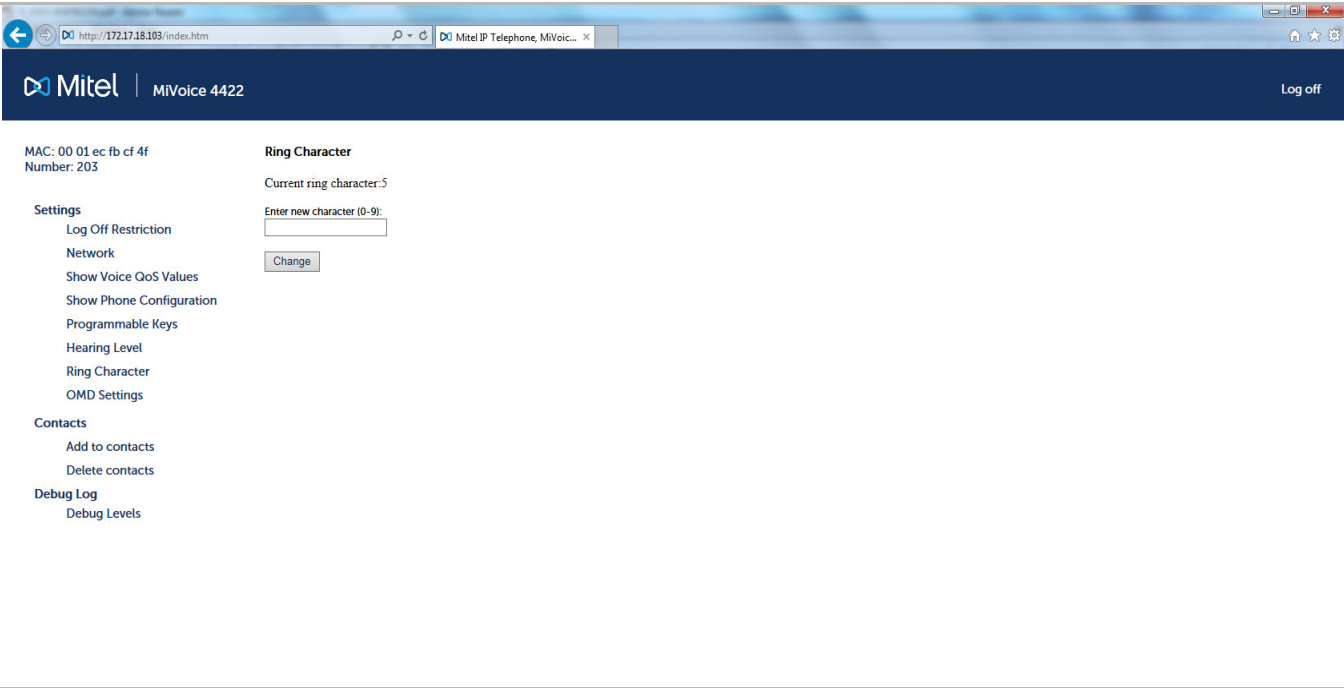 http://172.17.18.103/index.htm
Mitel IP Telephone, MiVoic...
Mitel | MiVoice 4422
Log off
MAC: 00 01 ec fb cf 4f
Number: 203
Settings
Log Off Restriction
Network
Show Voice QoS Values
Show Phone Configuration
Programmable Keys
Hearing Level
Ring Character
OMD Settings
Contacts
Add to contacts
Delete contacts
Debug Log
Debug Levels
Ring Character
Current ring character:5
Enter new character (0-9):
Change